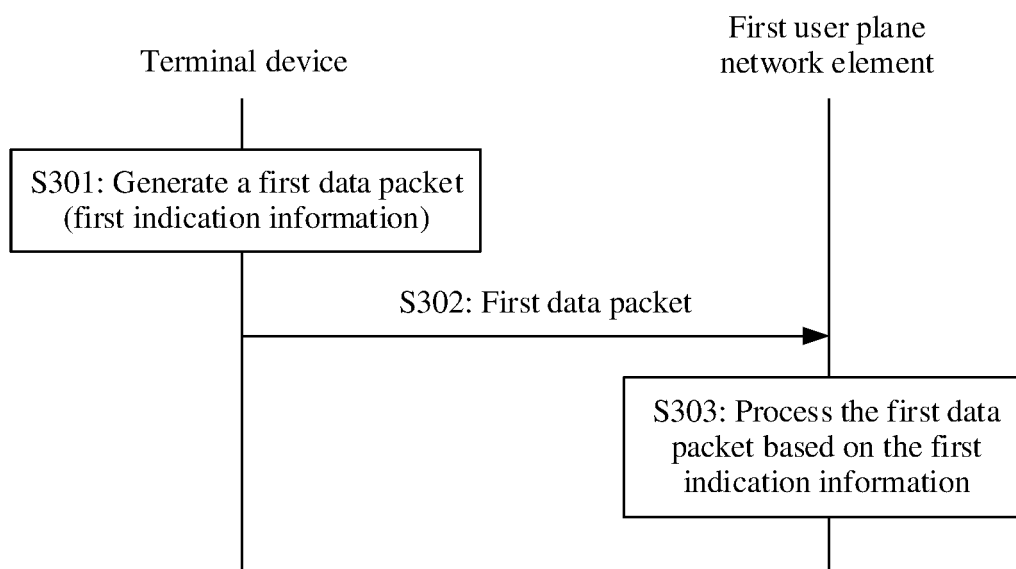 Terminal device
First user plane
network element
S301: Generate a first data packet
(first indication information)
S302: First data packet
S303: Process the first data
packet based on the first
indication information